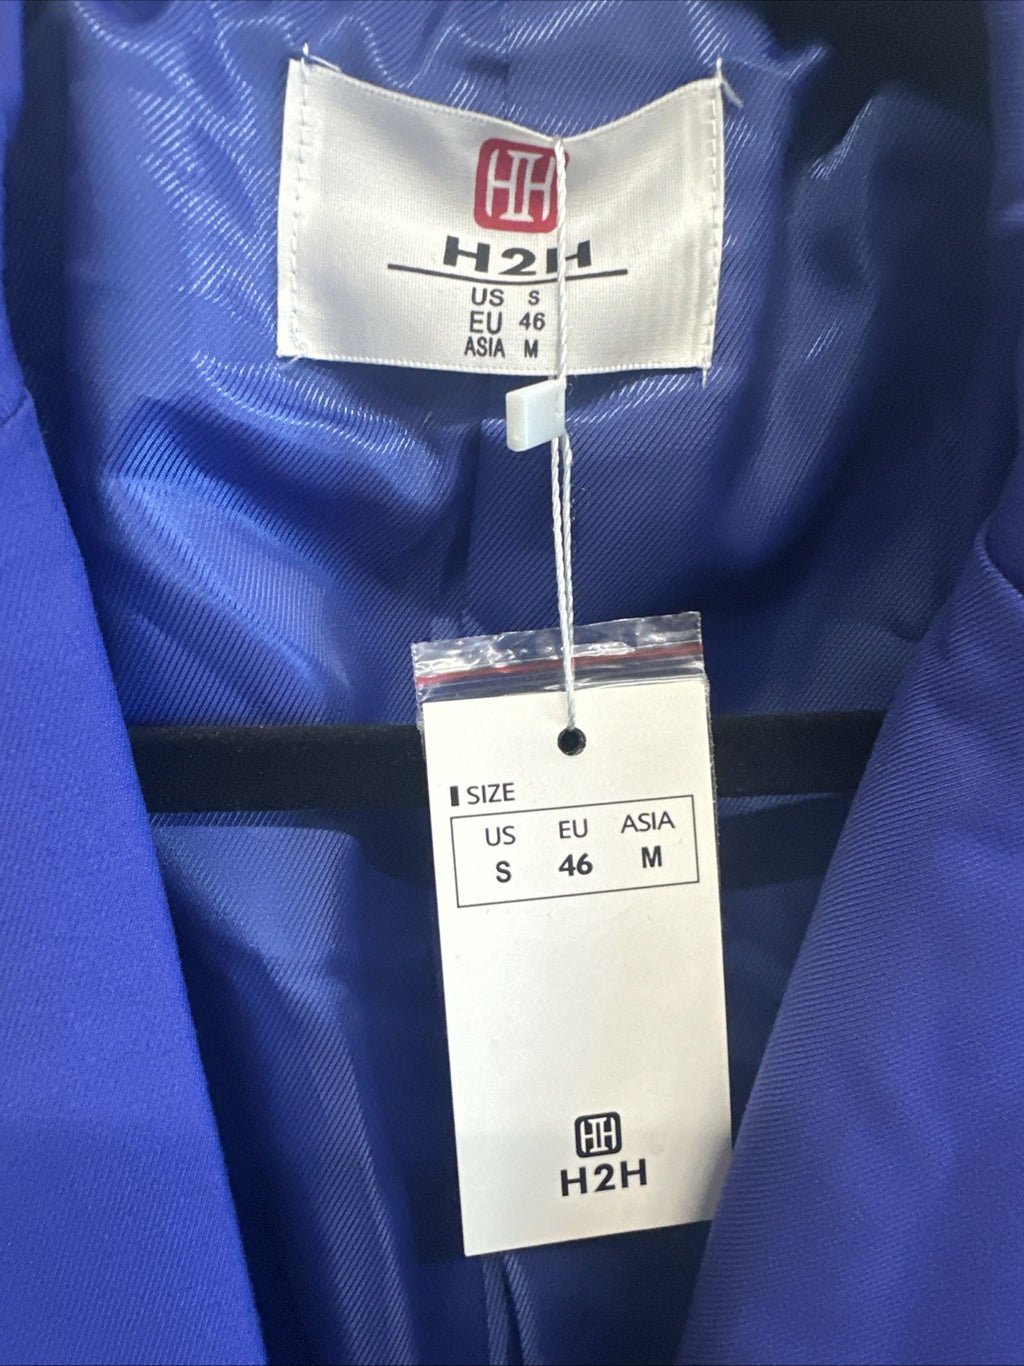 H2H
US S
EU 46
ASIA M
SIZE
US EU ASIA
S 46 M
H2H